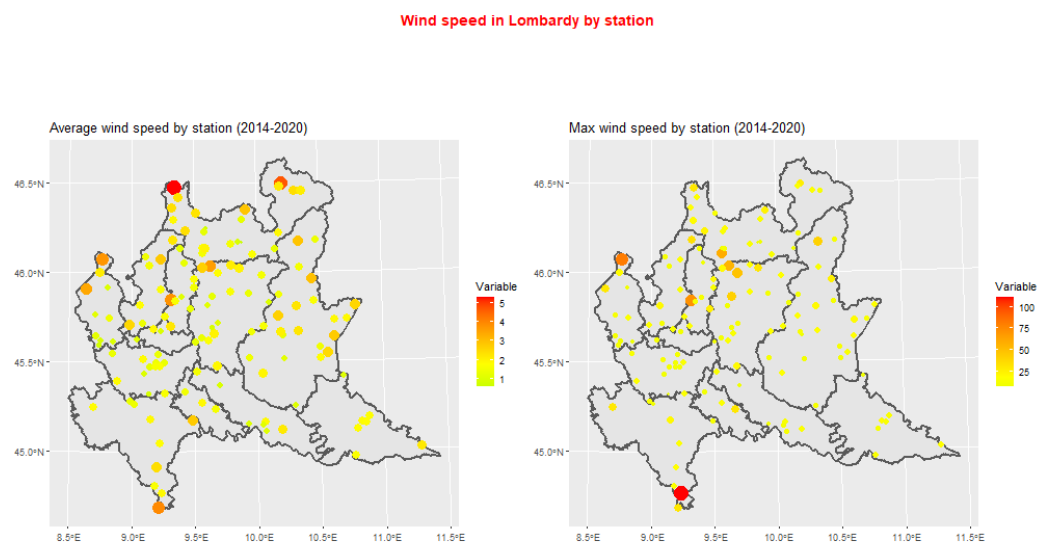 Wind speed in Lombardy by station
Average wind speed by station (2014-2020)
46.5°N
46.0°N
45.5°N
45.0°N
8.5°E 9.0°E 9.5°E 10.0°E 10.5°E 11.0°E 11.5°E
Variable
5
4
3
2
1
Max wind speed by station (2014-2020)
46.5°N
46.0°N
45.5°N
45.0°N
8.5°E 9.0°E 9.5°E 10.0°E 10.5°E 11.0°E 11.5°E
Variable
100
75
50
25